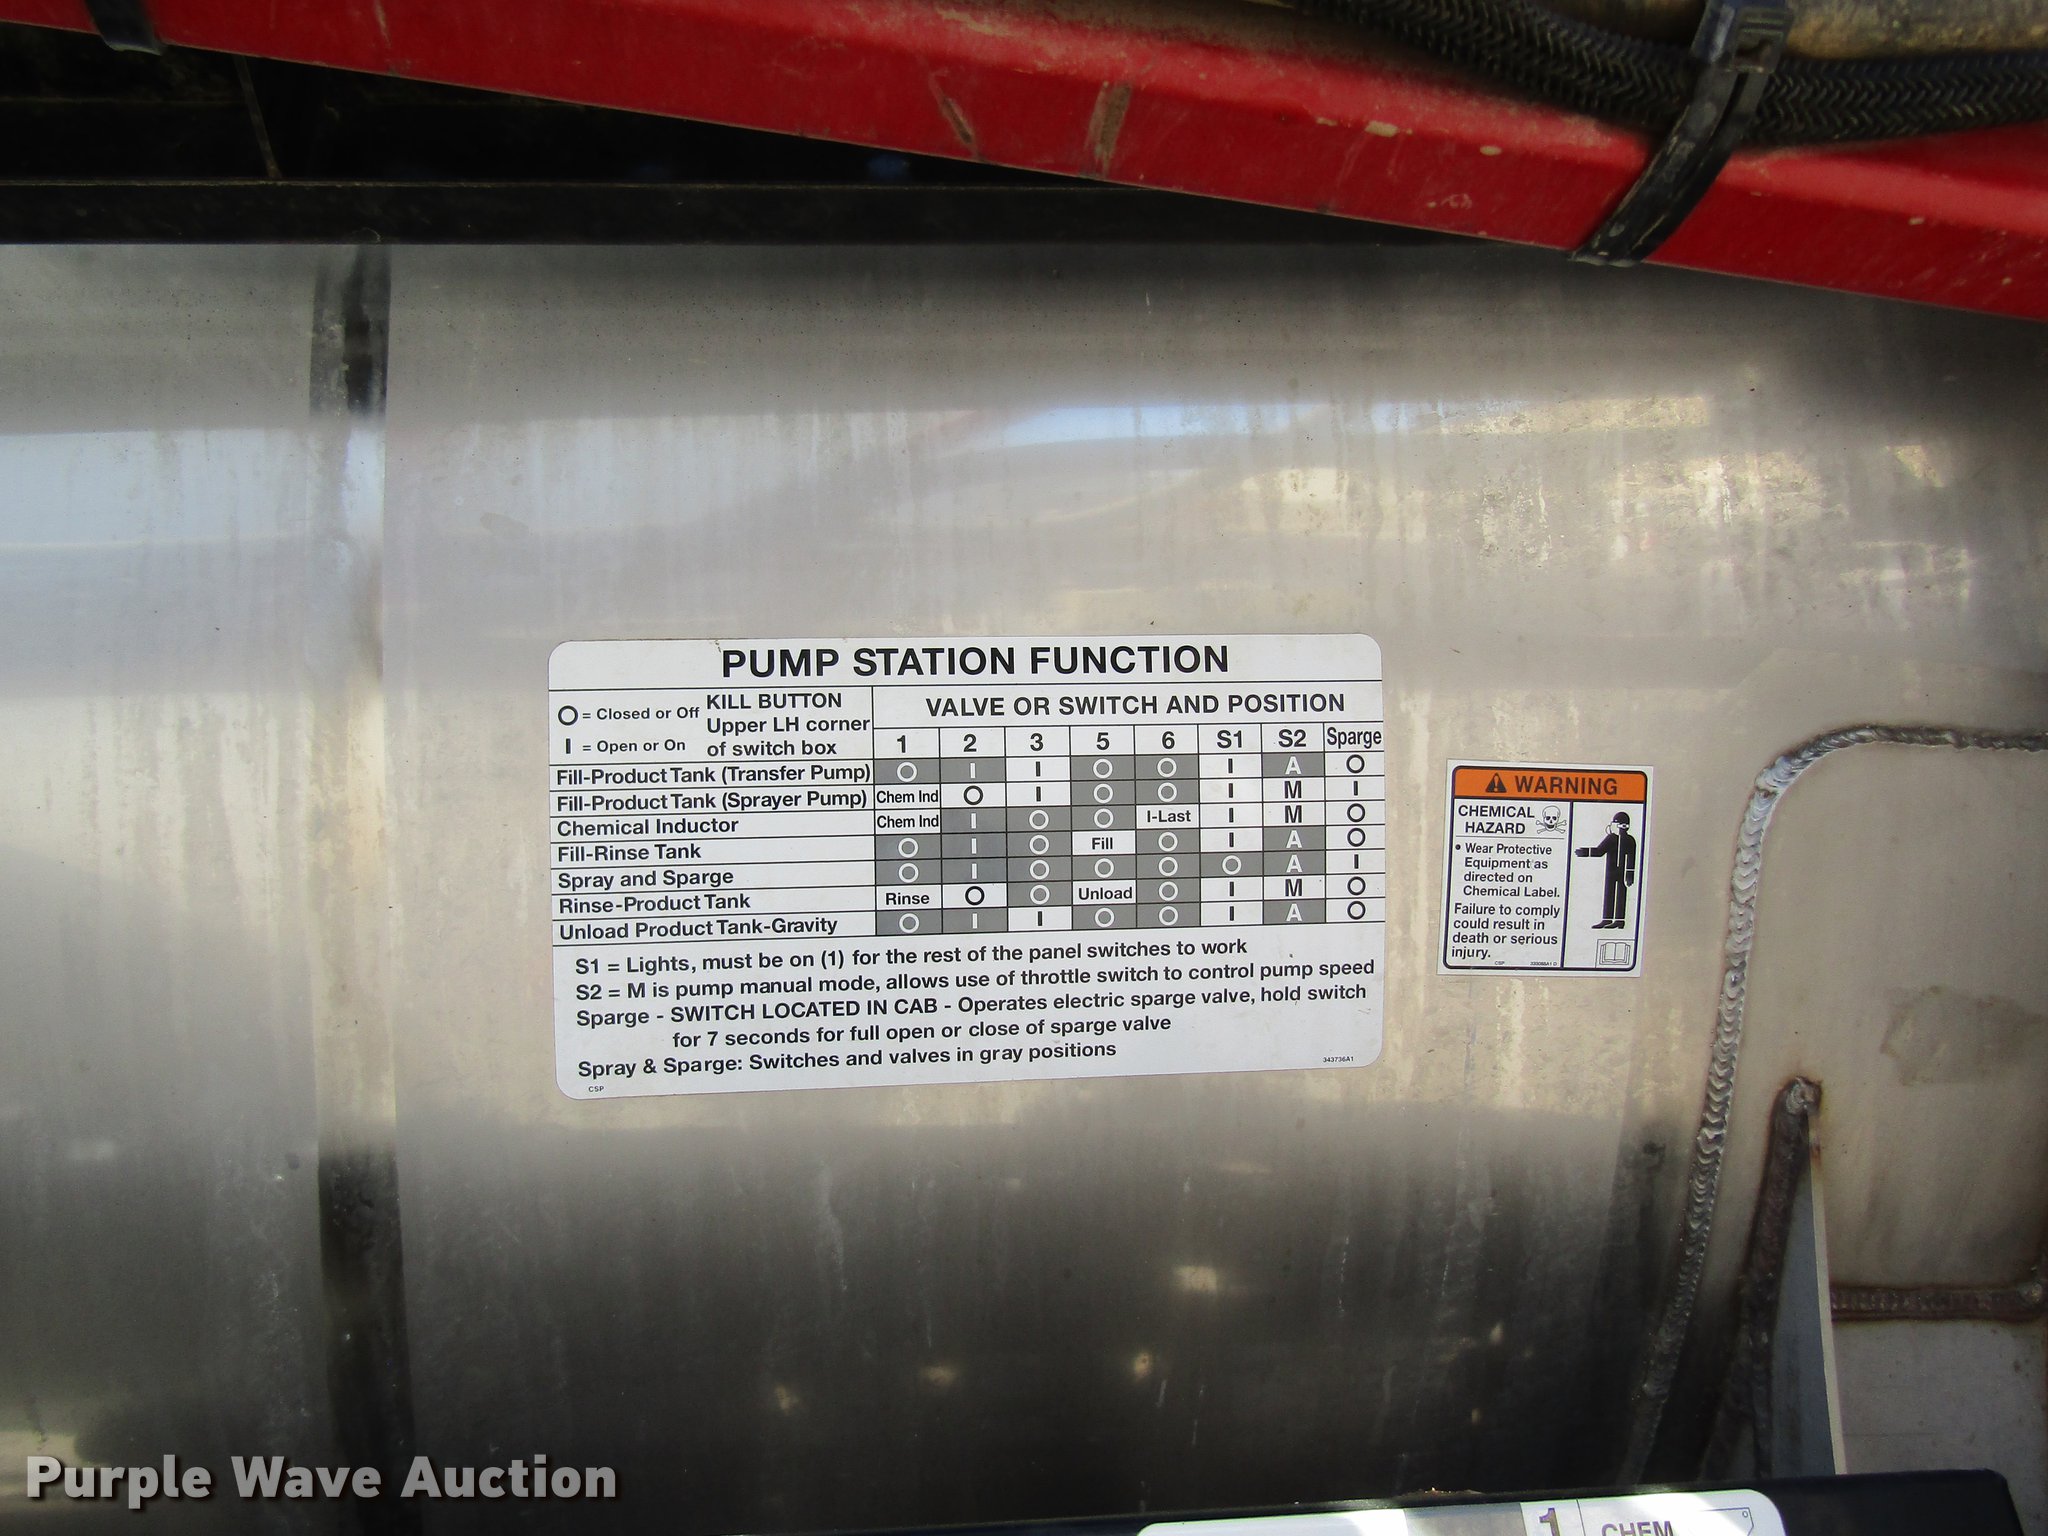 PUMP STATION FUNCTION
O = Closed or Off
I = Open or On
KILL BUTTON
Upper LH corner
of switch box
VALVE OR SWITCH AND POSITION
1 2 3 5 6 S1 S2 Sparge
Fill-Product Tank (Transfer Pump) O I I O O I A O
Fill-Product Tank (Sprayer Pump) Chem Ind O I O O I M I
Chemical Inductor Chem Ind I O O I-Last I M O
Fill-Rinse Tank O I O Fill O I A O
Spray and Sparge O I O O O O A I
Rinse-Product Tank Rinse O O Unload O I M O
Unload Product Tank-Gravity O I I O O I A O
S1 = Lights, must be on (1) for the rest of the panel switches to work
S2 = M is pump manual mode, allows use of throttle switch to control pump speed
Sparge - SWITCH LOCATED IN CAB - Operates electric sparge valve, hold switch
for 7 seconds for full open or close of sparge valve
Spray & Sparge: Switches and valves in gray positions
CSP
343736A1
WARNING
CHEMICAL
HAZARD
• Wear Protective
Equipment as
directed on
Chemical Label.
Failure to comply
could result in
death or serious
injury.
CSP
1 CHEM
Purple Wave Auction